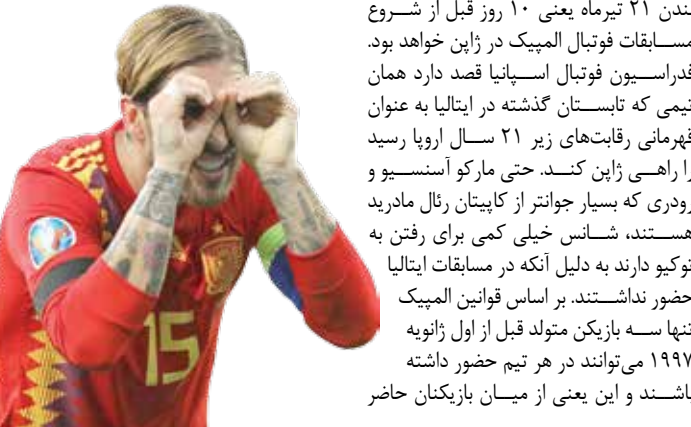 لندن ۲۱ تیرماه یعنی ۱۰ روز قبل از شروع
مسابقات فوتبال المپیک در ژاپن خواهد بود.
فدراسیون فوتبال اسپانیا قصد دارد همان
تیمی که تابستان گذشته در ایتالیا به عنوان
قهرمانی رقابت‌های زیر ۲۱ سال اروپا رسید
را راهی ژاپن کند. حتی مارکو آسنسیو و
رودری که بسیار جوانتر از کاپیتان رئال مادرید
هستند، شانس خیلی کمی برای رفتن به
توکیو دارند به دلیل آنکه در مسابقات ایتالیا
حضور نداشتند. بر اساس قوانین المپیک
تنها سه بازیکن متولد قبل از اول ژانویه
۱۹۹۷ می‌توانند در هر تیم حضور داشته
باشند و این یعنی از میان بازیکنان حاضر
15